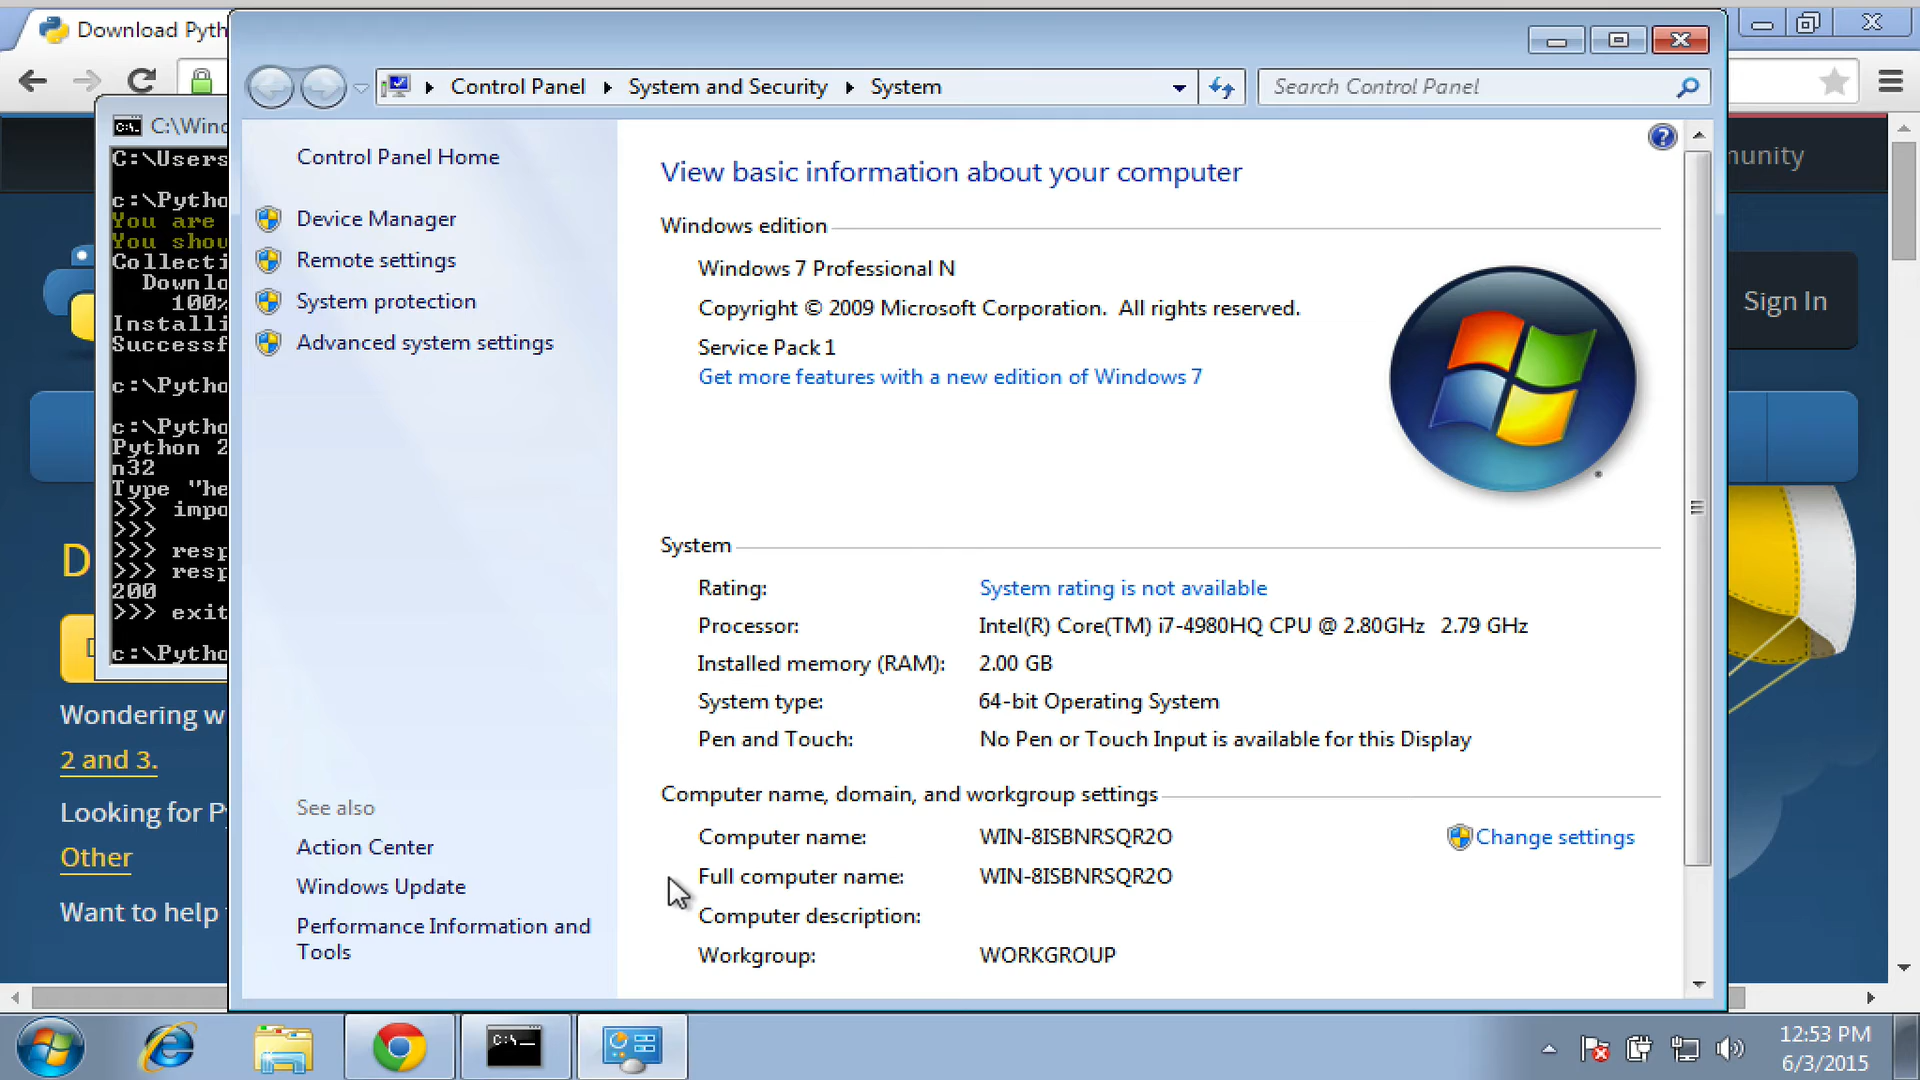 Download Pyth
Control Panel
System and Security
System
Search Control Panel
C:\Wind
C:\Users
c:\Pytho
You are
You shou
Collecti
Downlo
100%
Installi
Successf
c:\Pytho
c:\Pytho
Python 2
n32
Type "he
>>> impo
>>>
>>> resp
>>> resp
200
>>> exit
c:\Pytho
munity
Sign In
D
Wondering w
2 and 3.
Looking for Py
Other
Want to help
Control Panel Home
Device Manager
Remote settings
System protection
Advanced system settings
See also
Action Center
Windows Update
Performance Information and
Tools
View basic information about your computer
Windows edition
Windows 7 Professional N
Copyright © 2009 Microsoft Corporation. All rights reserved.
Service Pack 1
Get more features with a new edition of Windows 7
System
Rating: System rating is not available
Processor: Intel(R) Core(TM) i7-4980HQ CPU @ 2.80GHz 2.79 GHz
Installed memory (RAM): 2.00 GB
System type: 64-bit Operating System
Pen and Touch: No Pen or Touch Input is available for this Display
Computer name, domain, and workgroup settings
Computer name: WIN-8ISBNRSQR2O
Change settings
Full computer name: WIN-8ISBNRSQR2O
Computer description:
Workgroup: WORKGROUP
C:\_
12:53 PM
6/3/2015